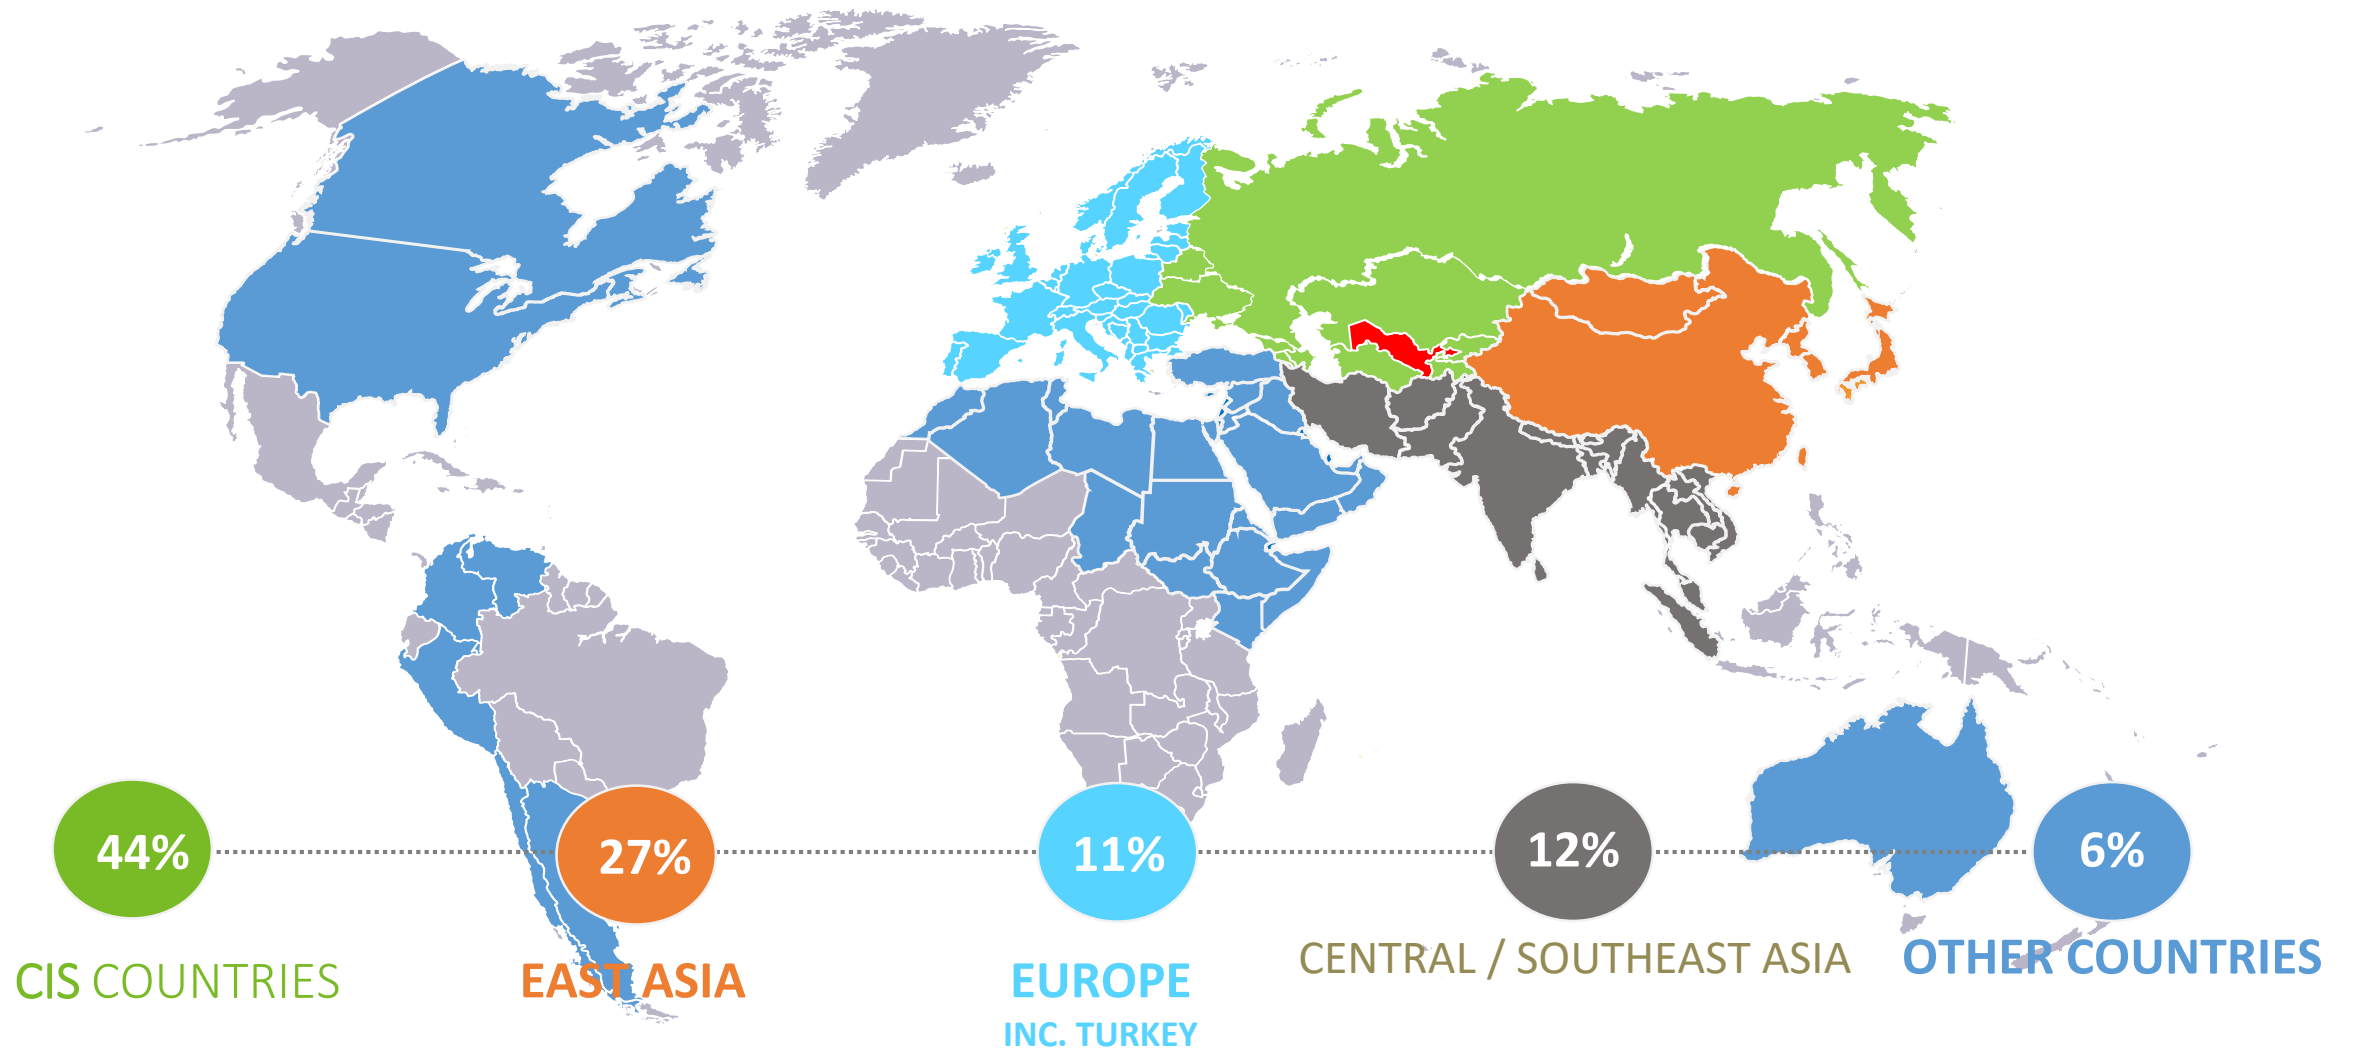 44%
27%
11%
12%
6%
CIS COUNTRIES
EAST ASIA
EUROPE
INC. TURKEY
CENTRAL / SOUTHEAST ASIA
OTHER COUNTRIES